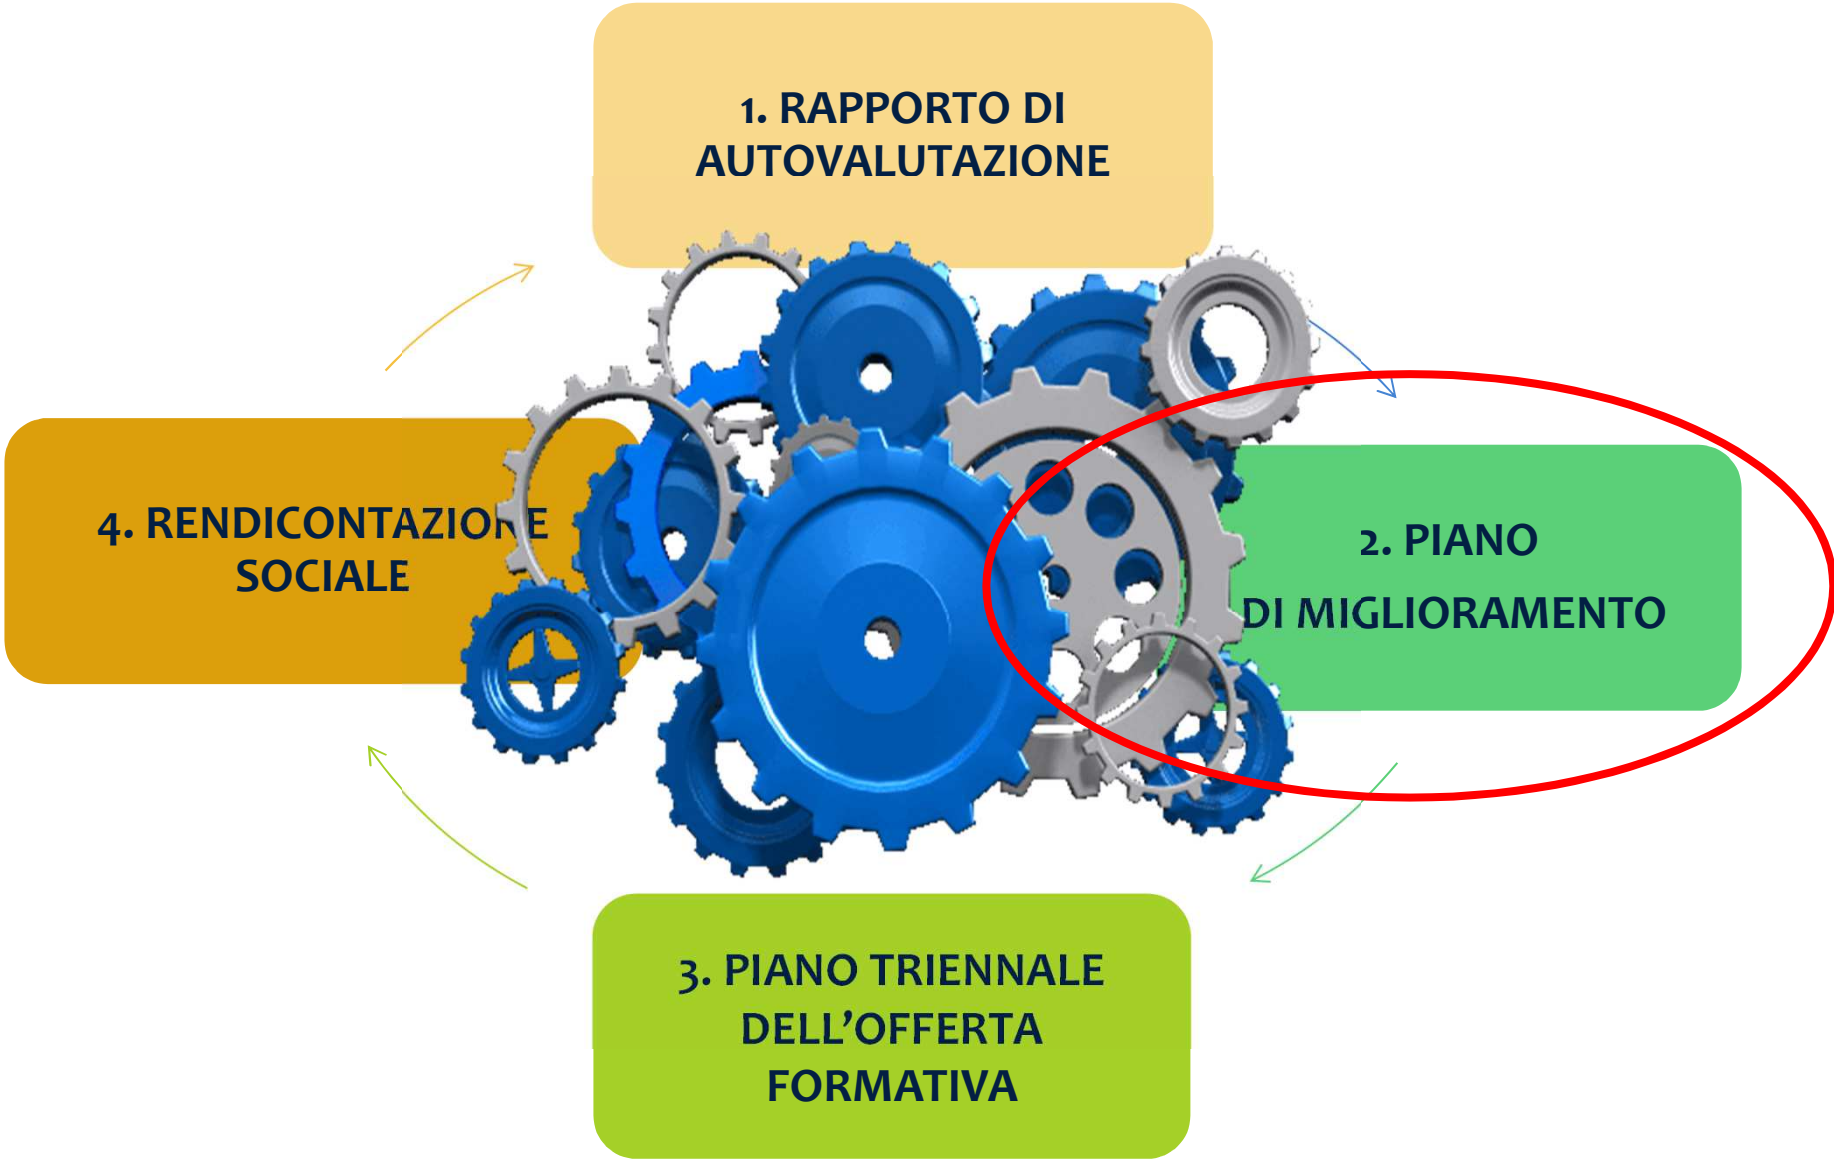 1. RAPPORTO DI
AUTOVALUTAZIONE
2. PIANO
DI MIGLIORAMENTO
3. PIANO TRIENNALE
DELL’OFFERTA
FORMATIVA
4. RENDICONTAZIONE
SOCIALE